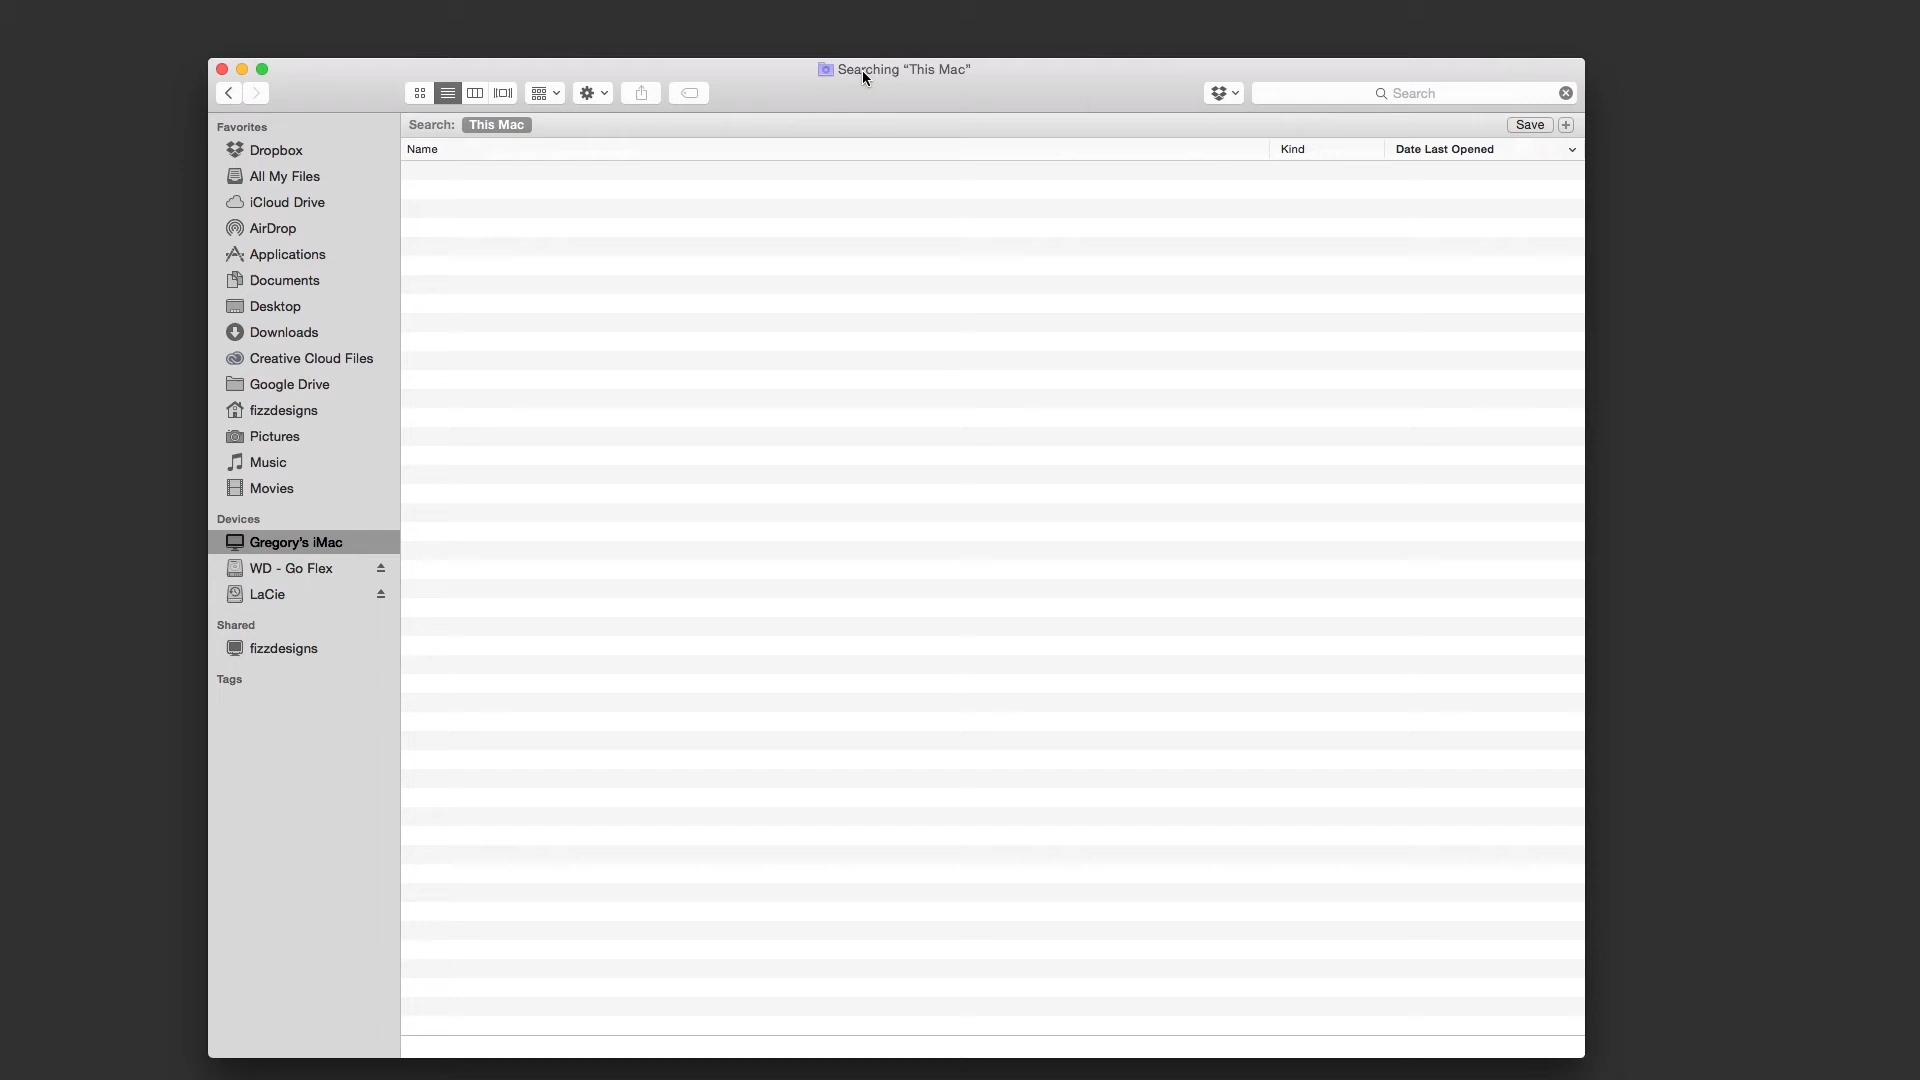 Searching “This Mac”
Search
Search: This Mac Save
Name Kind Date Last Opened
Favorites
Dropbox
All My Files
iCloud Drive
AirDrop
Applications
Documents
Desktop
Downloads
Creative Cloud Files
Google Drive
fizzdesigns
Pictures
Music
Movies
Devices
Gregory’s iMac
WD - Go Flex
LaCie
Shared
fizzdesigns
Tags